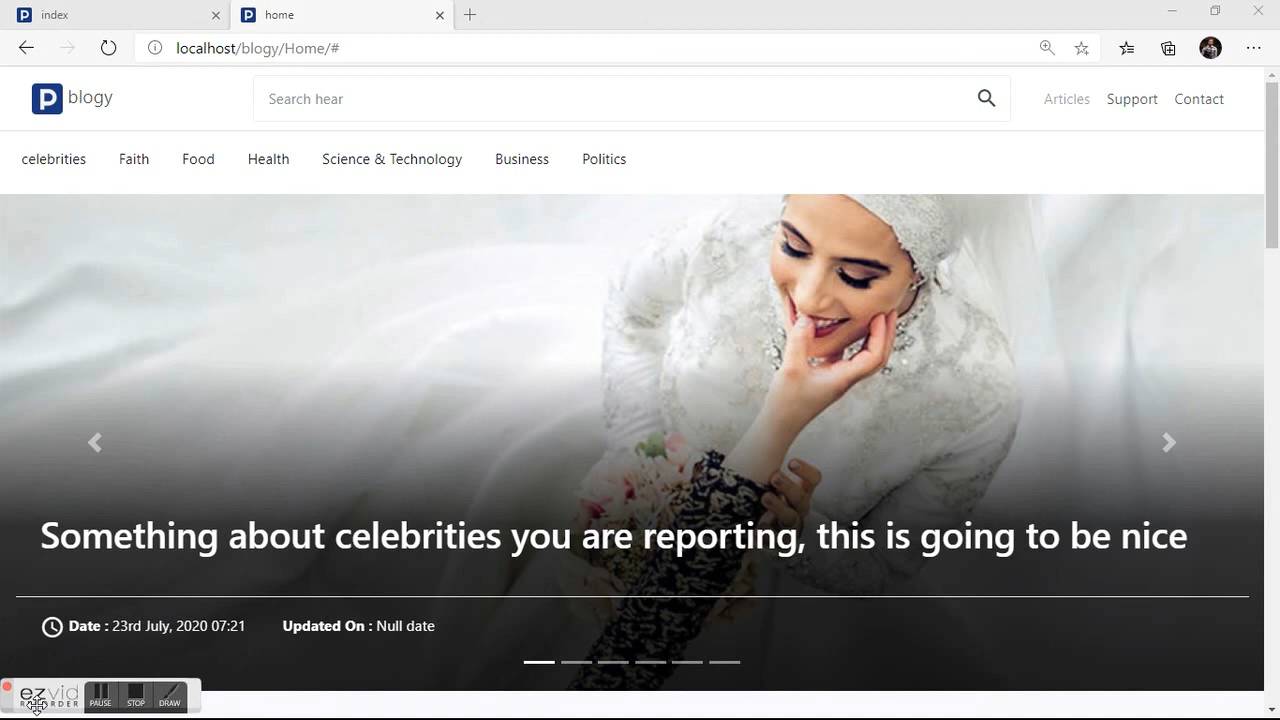 index
home
localhost/blogy/Home/#
P blogy
Search hear
Articles Support Contact
celebrities Faith Food Health Science & Technology Business Politics
Something about celebrities you are reporting, this is going to be nice
Date : 23rd July, 2020 07:21 Updated On : Null date
ezvid
RECORDER
PAUSE STOP DRAW